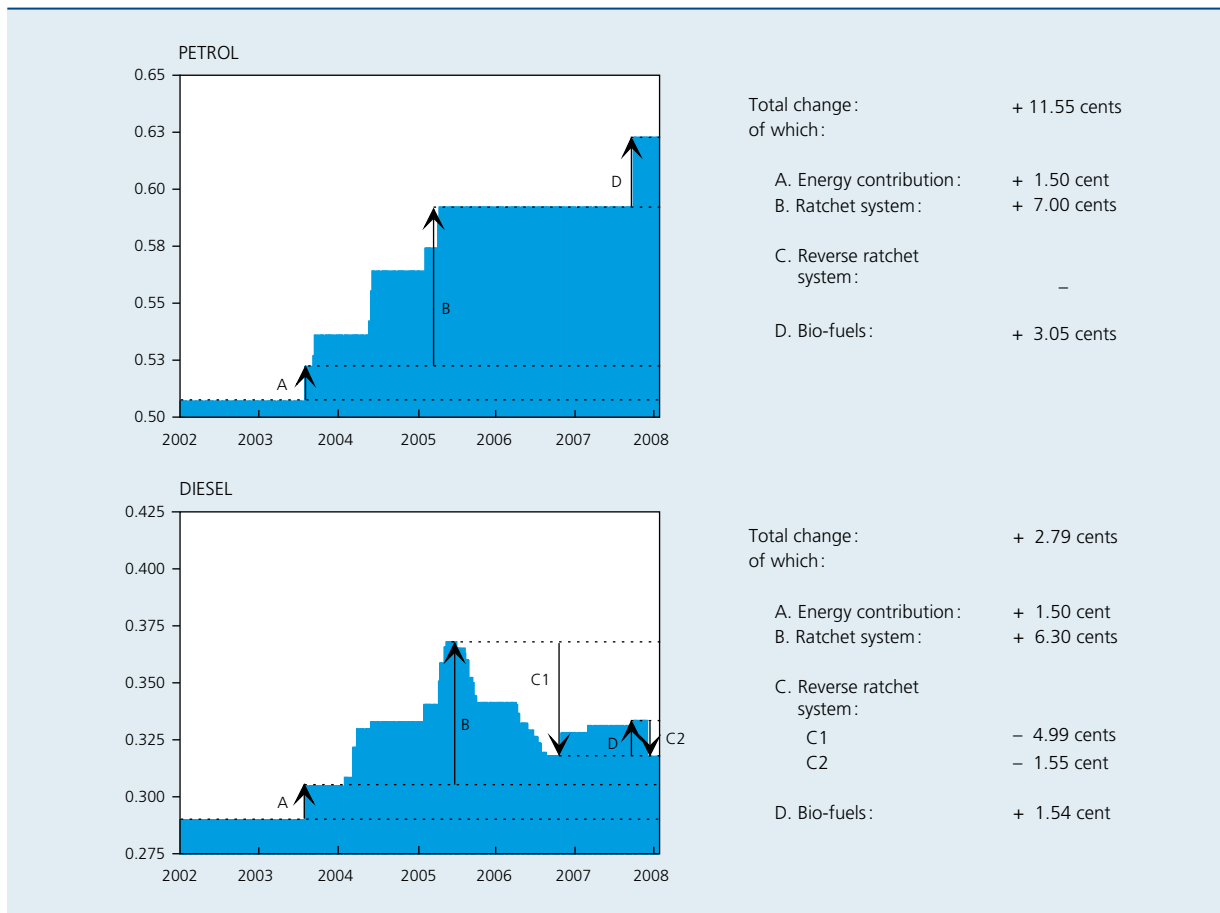 PETROL
0.65
0.63
0.60
0.58
0.55
0.53
0.50
A
B
D
2002 2003 2004 2005 2006 2007 2008
Total change: + 11.55 cents
of which:
A. Energy contribution: + 1.50 cent
B. Ratchet system: + 7.00 cents
C. Reverse ratchet
system: –
D. Bio-fuels: + 3.05 cents
DIESEL
0.425
0.400
0.375
0.350
0.325
0.300
0.275
A
B
C1
D
C2
2002 2003 2004 2005 2006 2007 2008
Total change: + 2.79 cents
of which:
A. Energy contribution: + 1.50 cent
B. Ratchet system: + 6.30 cents
C. Reverse ratchet
system:
C1 – 4.99 cents
C2 – 1.55 cent
D. Bio-fuels: + 1.54 cent